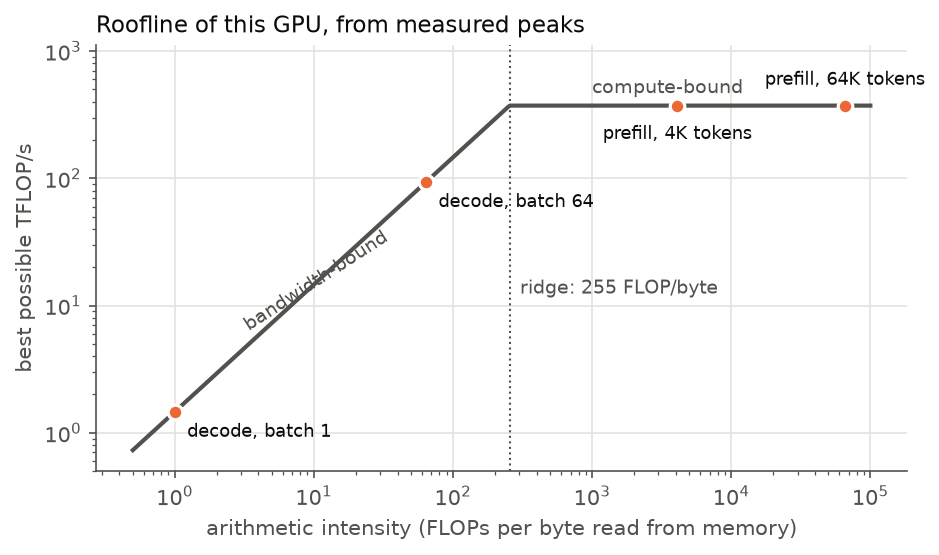 Roofline of this GPU, from measured peaks
best possible TFLOP/s
10³
10²
10¹
10⁰
compute-bound
prefill, 64K tokens
prefill, 4K tokens
decode, batch 64
bandwidth-bound
ridge: 255 FLOP/byte
decode, batch 1
10⁰ 10¹ 10² 10³ 10⁴ 10⁵
arithmetic intensity (FLOPs per byte read from memory)